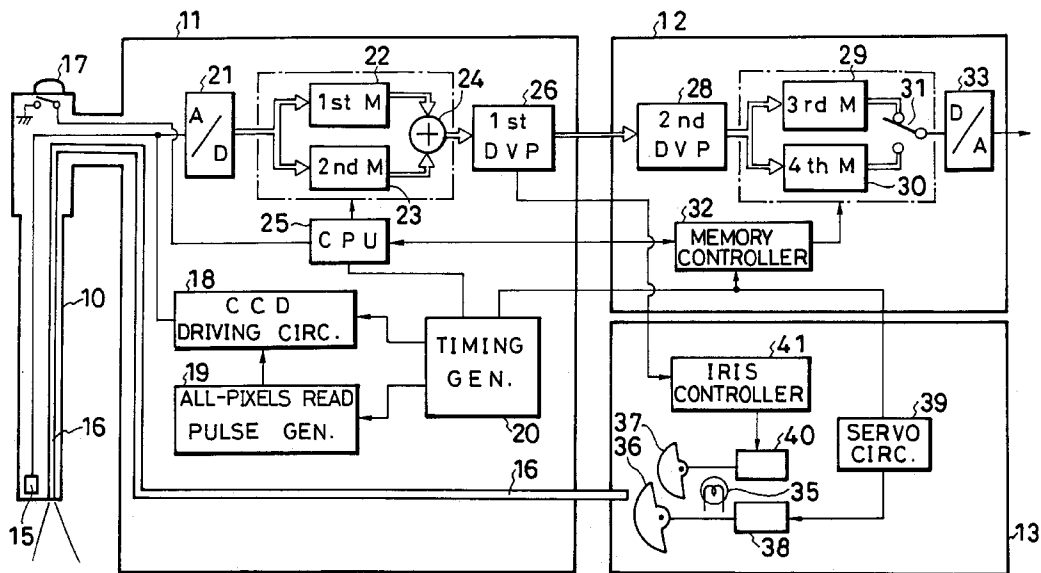 11
12
17
21
22
24
26
28
29
31
33
A/D
1st M
2nd M
+
1st
DVP
2nd
DVP
3rd M
4th M
D/A
23
25
CPU
30
32
MEMORY
CONTROLLER
18
CCD
DRIVING CIRC.
10
19
ALL-PIXELS READ
PULSE GEN.
TIMING
GEN.
20
41
IRIS
CONTROLLER
39
SERVO
CIRC.
37
36
40
35
38
16
16
15
13